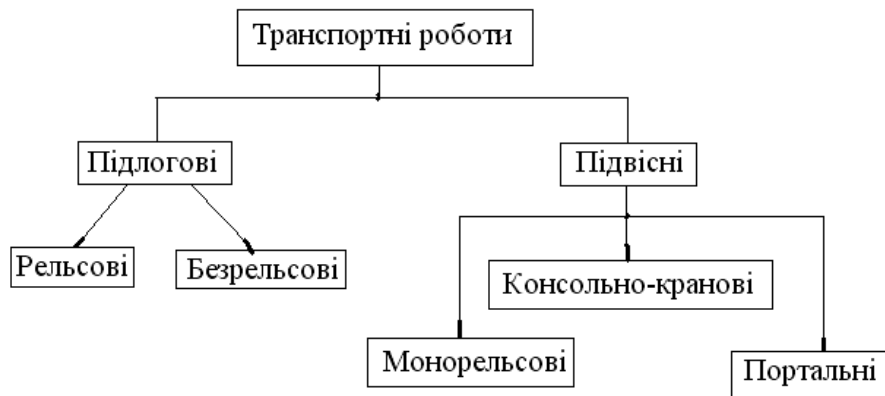 Транспортні роботи
Підлогові
Підвісні
Рельсові
Безрельсові
Консольно-кранові
Монорельсові
Портальні